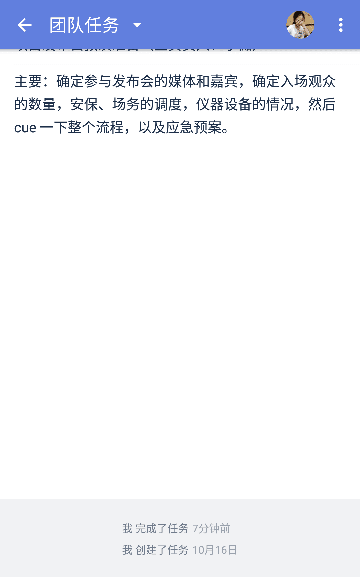 团队任务
主要：确定参与发布会的媒体和嘉宾，确定入场观众
的数量，安保、场务的调度，仪器设备的情况，然后
cue 一下整个流程，以及应急预案。
我 完成了任务 7分钟前
我 创建了任务 10月16日